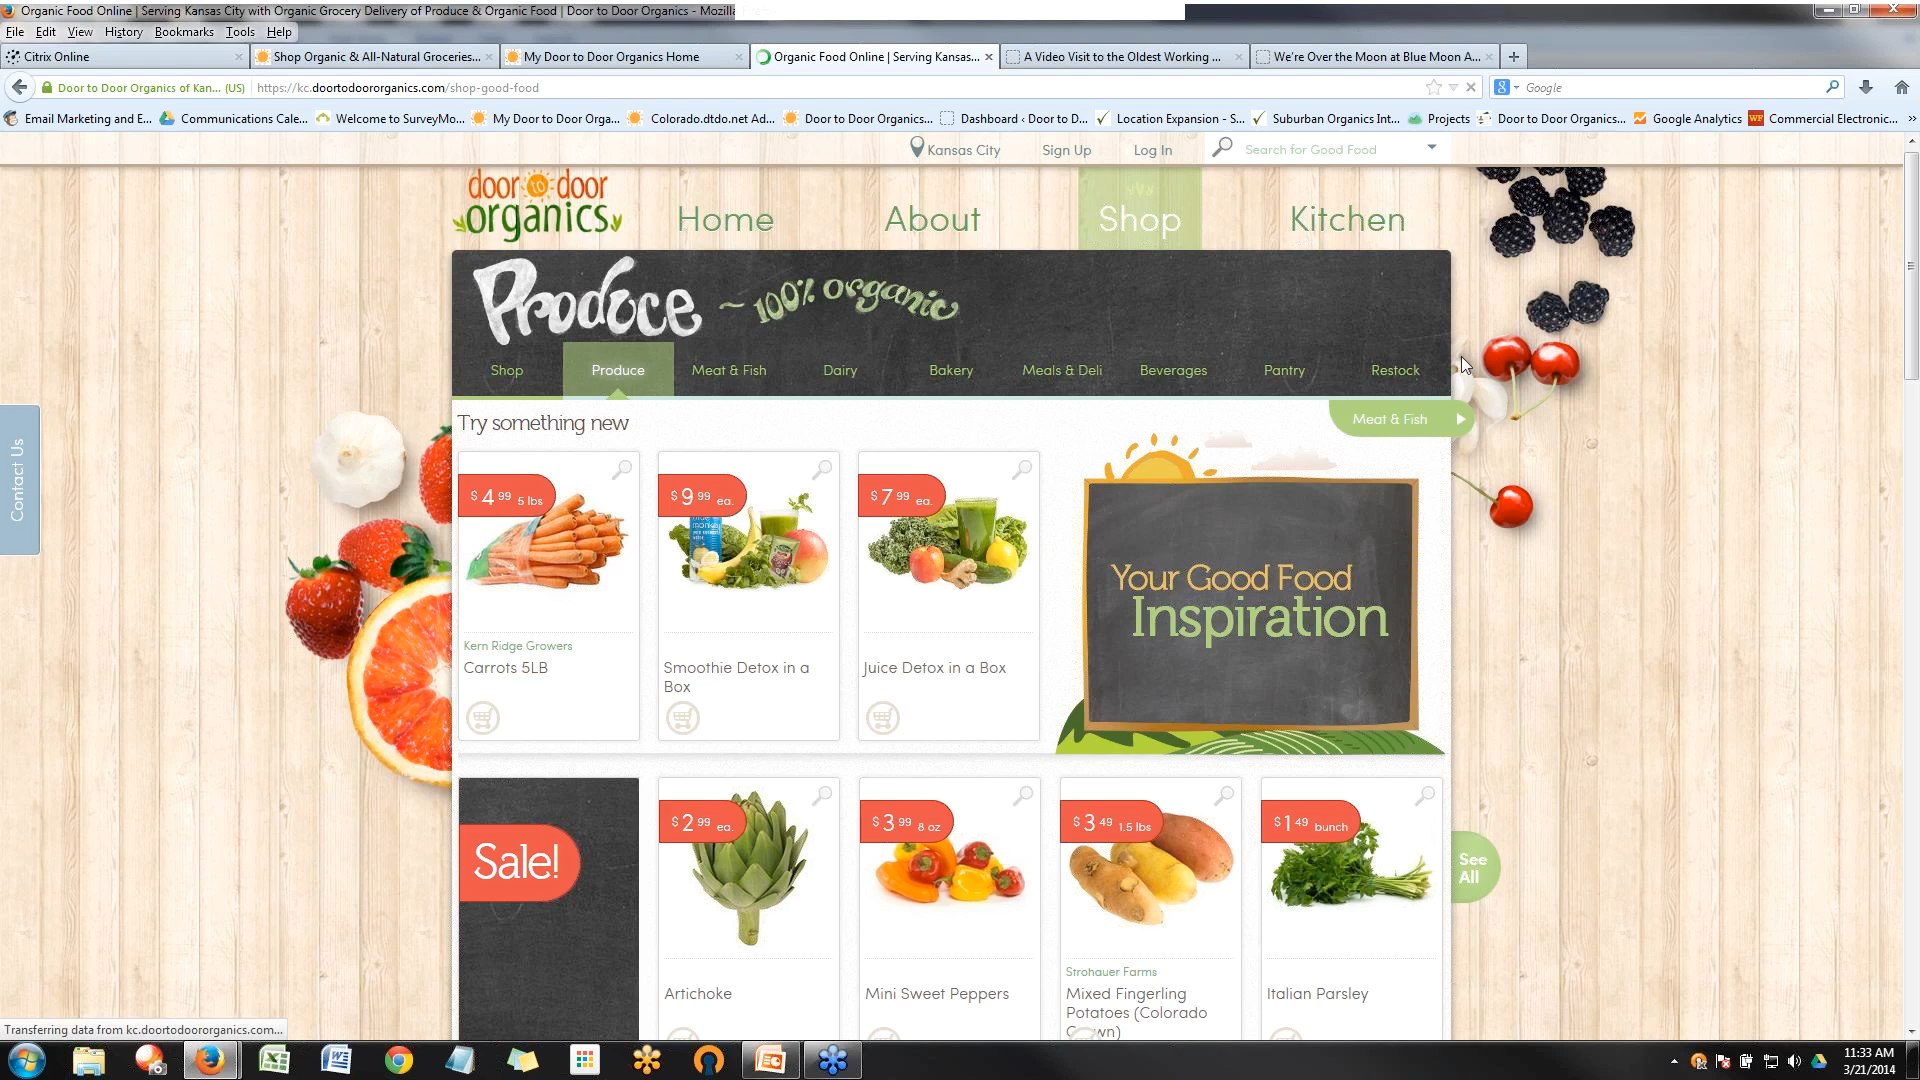 Organic Food Online | Serving Kansas City with Organic Grocery Delivery of Produce & Organic Food | Door to Door Organics - Mozill
File Edit View History Bookmarks Tools Help
Citrix Online
Shop Organic & All-Natural Groceries...
My Door to Door Organics Home
Organic Food Online | Serving Kansas...
A Video Visit to the Oldest Working ...
We're Over the Moon at Blue Moon A...
Door to Door Organics of Kan... (US)
https://kc.doortodoororganics.com/shop-good-food
Google
Email Marketing and E...
Communications Cale...
Welcome to SurveyMo...
My Door to Door Orga...
Colorado.dtdo.net Ad...
Door to Door Organics...
Dashboard ‹ Door to D...
Location Expansion - S...
Suburban Organics Int...
Projects
Door to Door Organics...
Google Analytics
WF
Commercial Electronic...
Kansas City
Sign Up
Log In
Search for Good Food
door to door
organics
Home
About
Shop
Kitchen
Produce ~ 100% organic
Shop
Produce
Meat & Fish
Dairy
Bakery
Meals & Deli
Beverages
Pantry
Restock
Contact Us
Try something new
Meat & Fish
$ 4 99 5 lbs
Kern Ridge Growers
Carrots 5LB
$ 9 99 ea.
Smoothie Detox in a
Box
$ 7 99 ea.
Juice Detox in a Box
Your Good Food
Inspiration
Sale!
$ 2 99 ea.
Artichoke
$ 3 99 8 oz
Mini Sweet Peppers
$ 3 49 1.5 lbs
Strohauer Farms
Mixed Fingerling
Potatoes (Colorado
$ 1 49 bunch
Italian Parsley
See
All
Transferring data from kc.doortodoororganics.com...
11:33 AM
3/21/2014